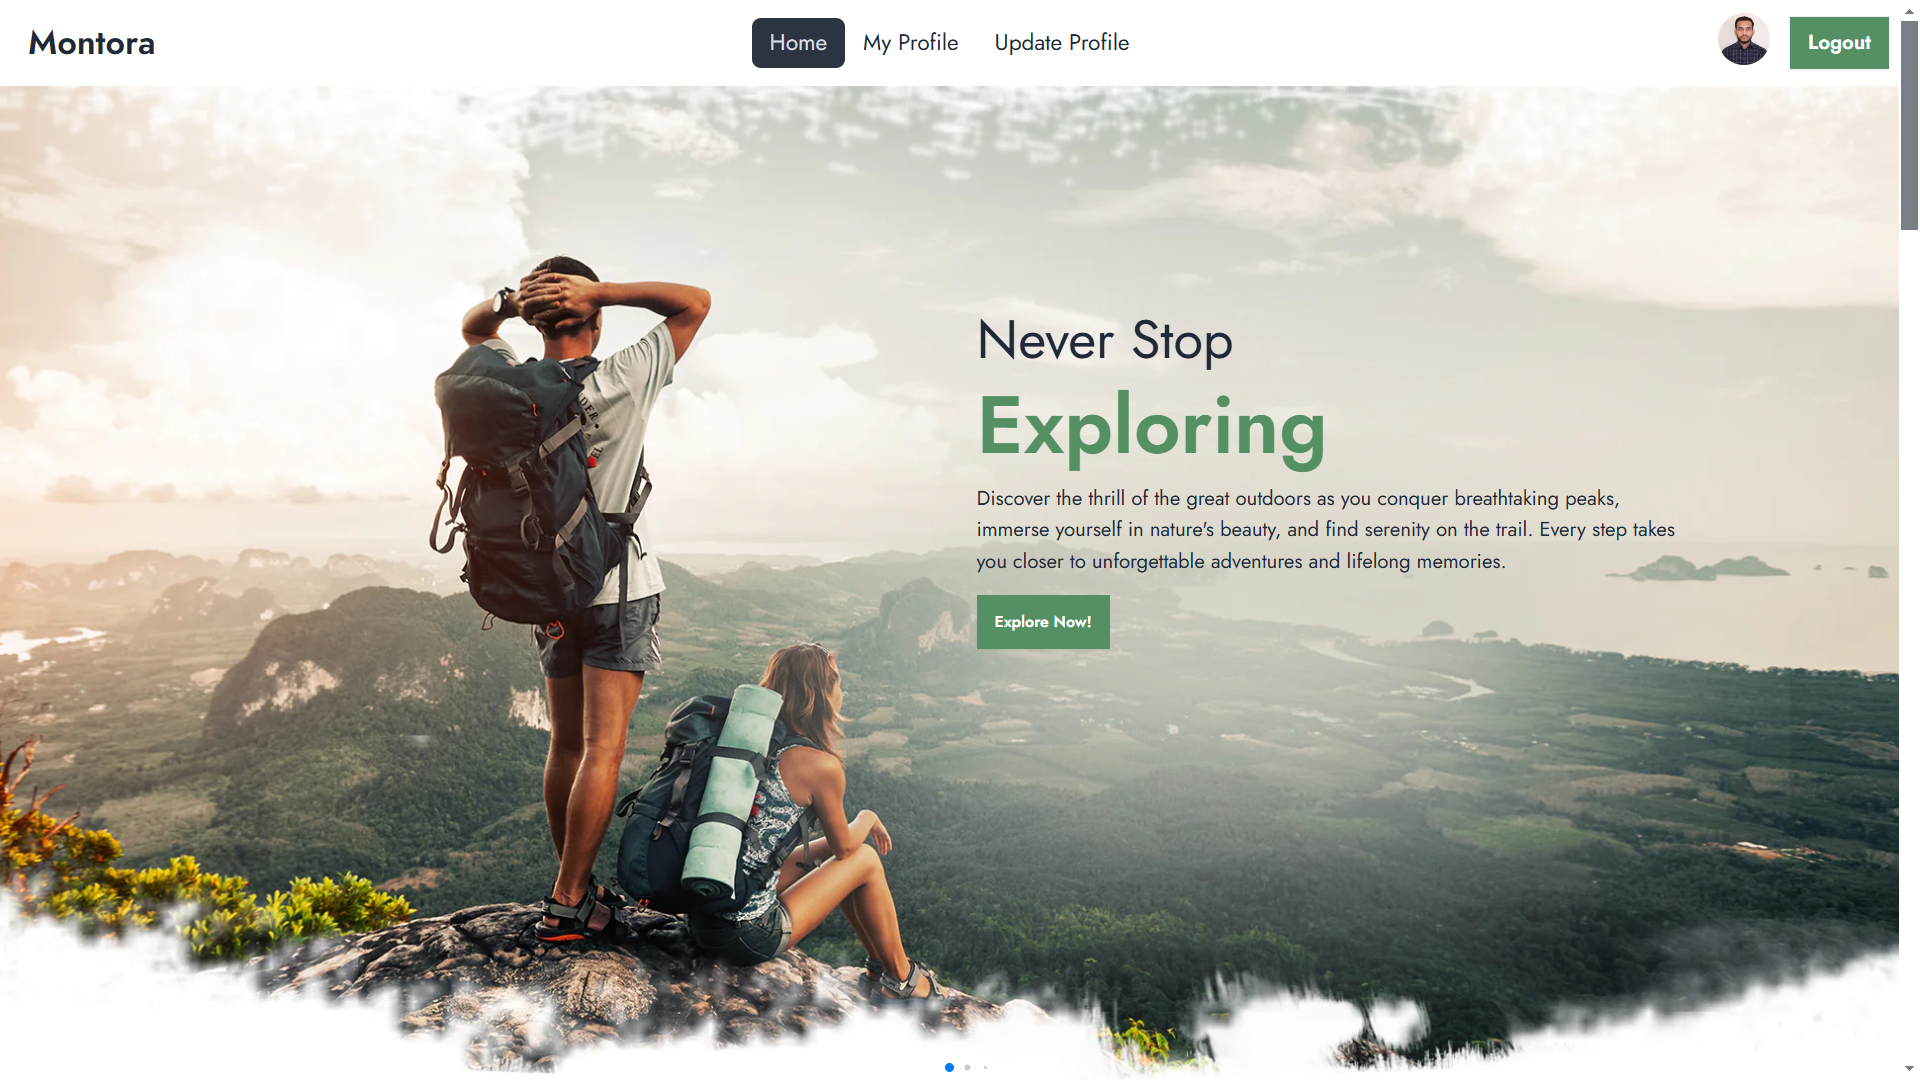 Montora
Home
My Profile
Update Profile
Logout
Never Stop
Exploring
Discover the thrill of the great outdoors as you conquer breathtaking peaks,
immerse yourself in nature's beauty, and find serenity on the trail. Every step takes
you closer to unforgettable adventures and lifelong memories.
Explore Now!